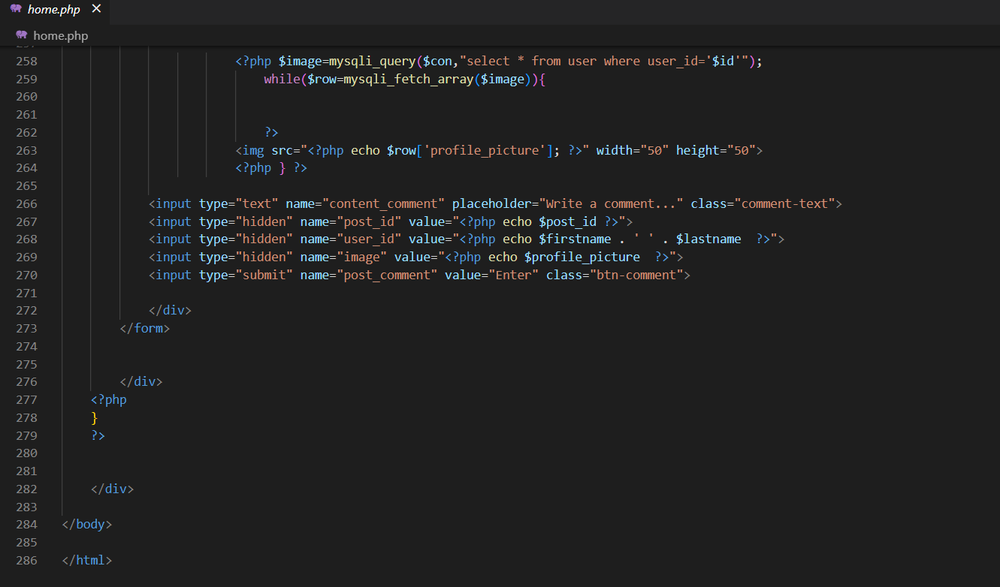 home.php ×
home.php
258 <?php $image=mysqli_query($con,"select * from user where user_id='$id'");
259 while($row=mysqli_fetch_array($image)){
260
261
262 ?>
263 <img src="<?php echo $row['profile_picture']; ?>" width="50" height="50">
264 <?php } ?>
265
266 <input type="text" name="content_comment" placeholder="Write a comment..." class="comment-text">
267 <input type="hidden" name="post_id" value="<?php echo $post_id ?>">
268 <input type="hidden" name="user_id" value="<?php echo $firstname . ' ' . $lastname  ?>">
269 <input type="hidden" name="image" value="<?php echo $profile_picture  ?>">
270 <input type="submit" name="post_comment" value="Enter" class="btn-comment">
271
272 </div>
273 </form>
274
275
276 </div>
277 <?php
278 }
279 ?>
280
281
282 </div>
283
284 </body>
285
286 </html>